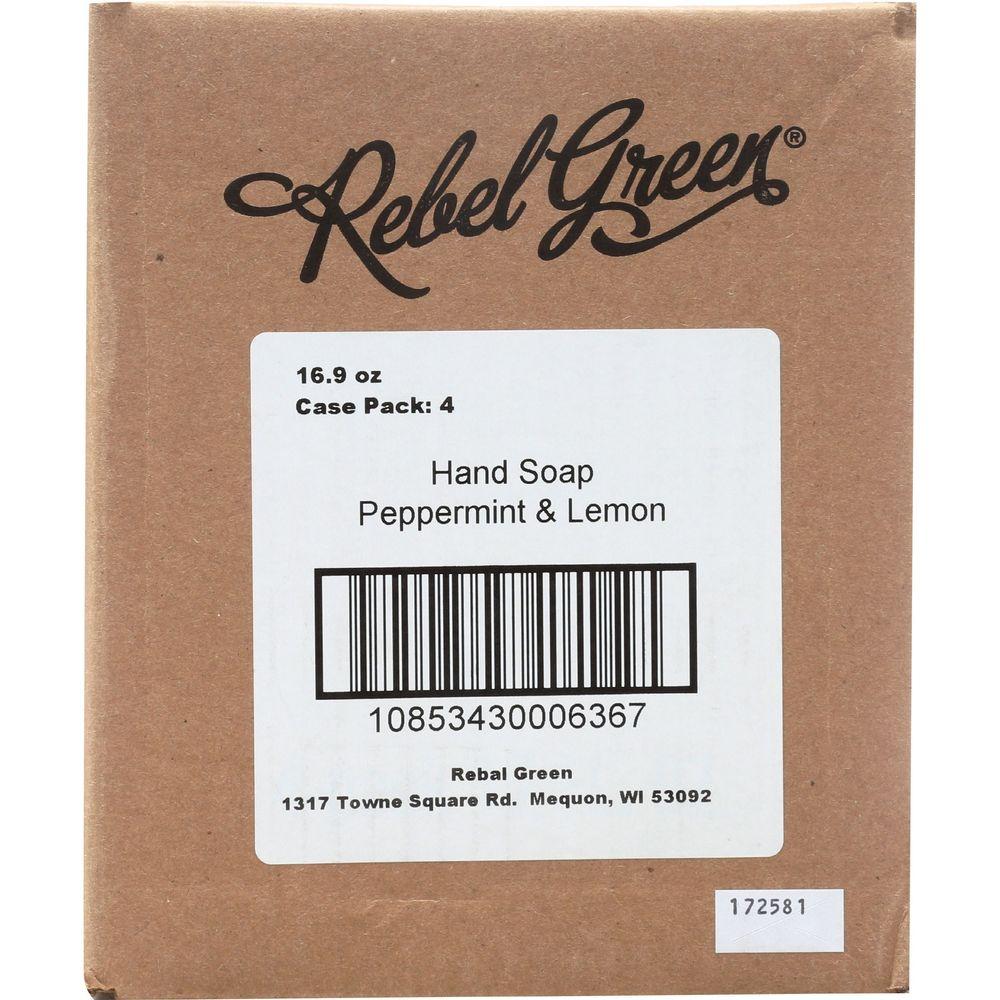 Rebel Green®
16.9 oz
Case Pack: 4
Hand Soap
Peppermint & Lemon
10853430006367
Rebal Green
1317 Towne Square Rd. Mequon, WI 53092
172581